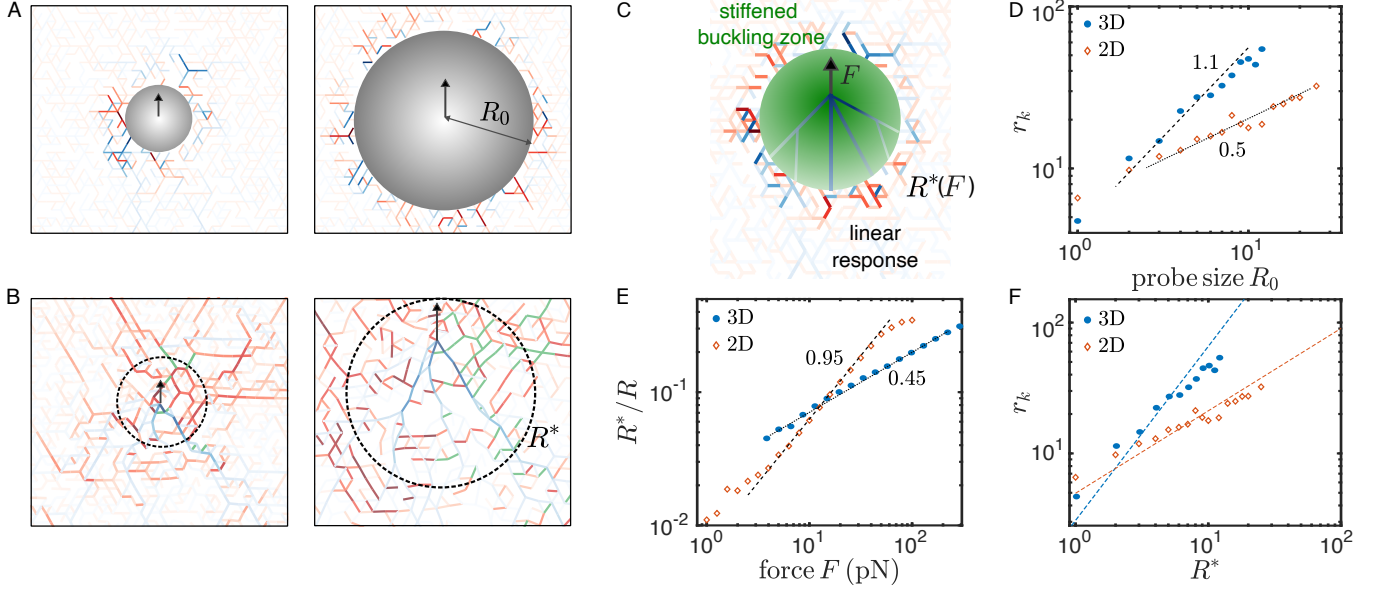 A
R₀
B
R*
C
stiffened
buckling zone
F
R*(F)
linear
response
D
10²
10¹
10⁰
10¹
3D
2D
1.1
0.5
r_k
probe size R₀
E
10⁻¹
10⁻²
10⁰
10¹
10²
3D
2D
0.95
0.45
R*/R
force F (pN)
F
10²
10¹
10⁰
10¹
10²
3D
2D
r_k
R*